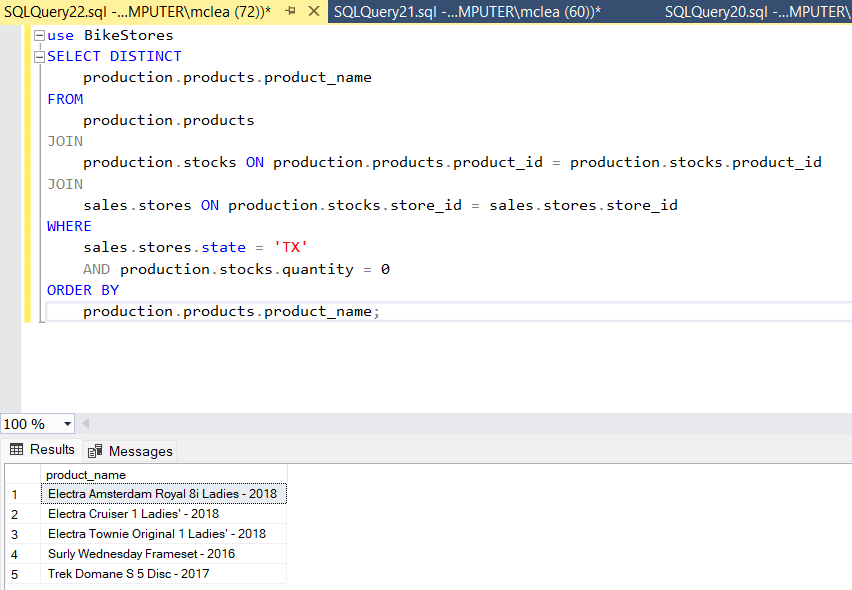 SQLQuery22.sql -...MPUTER\mclea (72))* SQLQuery21.sql -...MPUTER\mclea (60))* SQLQuery20.sql -...MPUTER\
use BikeStores
SELECT DISTINCT
production.products.product_name
FROM
production.products
JOIN
production.stocks ON production.products.product_id = production.stocks.product_id
JOIN
sales.stores ON production.stocks.store_id = sales.stores.store_id
WHERE
sales.stores.state = 'TX'
AND production.stocks.quantity = 0
ORDER BY
production.products.product_name;
100 %
Results Messages
product_name
1 Electra Amsterdam Royal 8i Ladies - 2018
2 Electra Cruiser 1 Ladies' - 2018
3 Electra Townie Original 1 Ladies' - 2018
4 Surly Wednesday Frameset - 2016
5 Trek Domane S 5 Disc - 2017